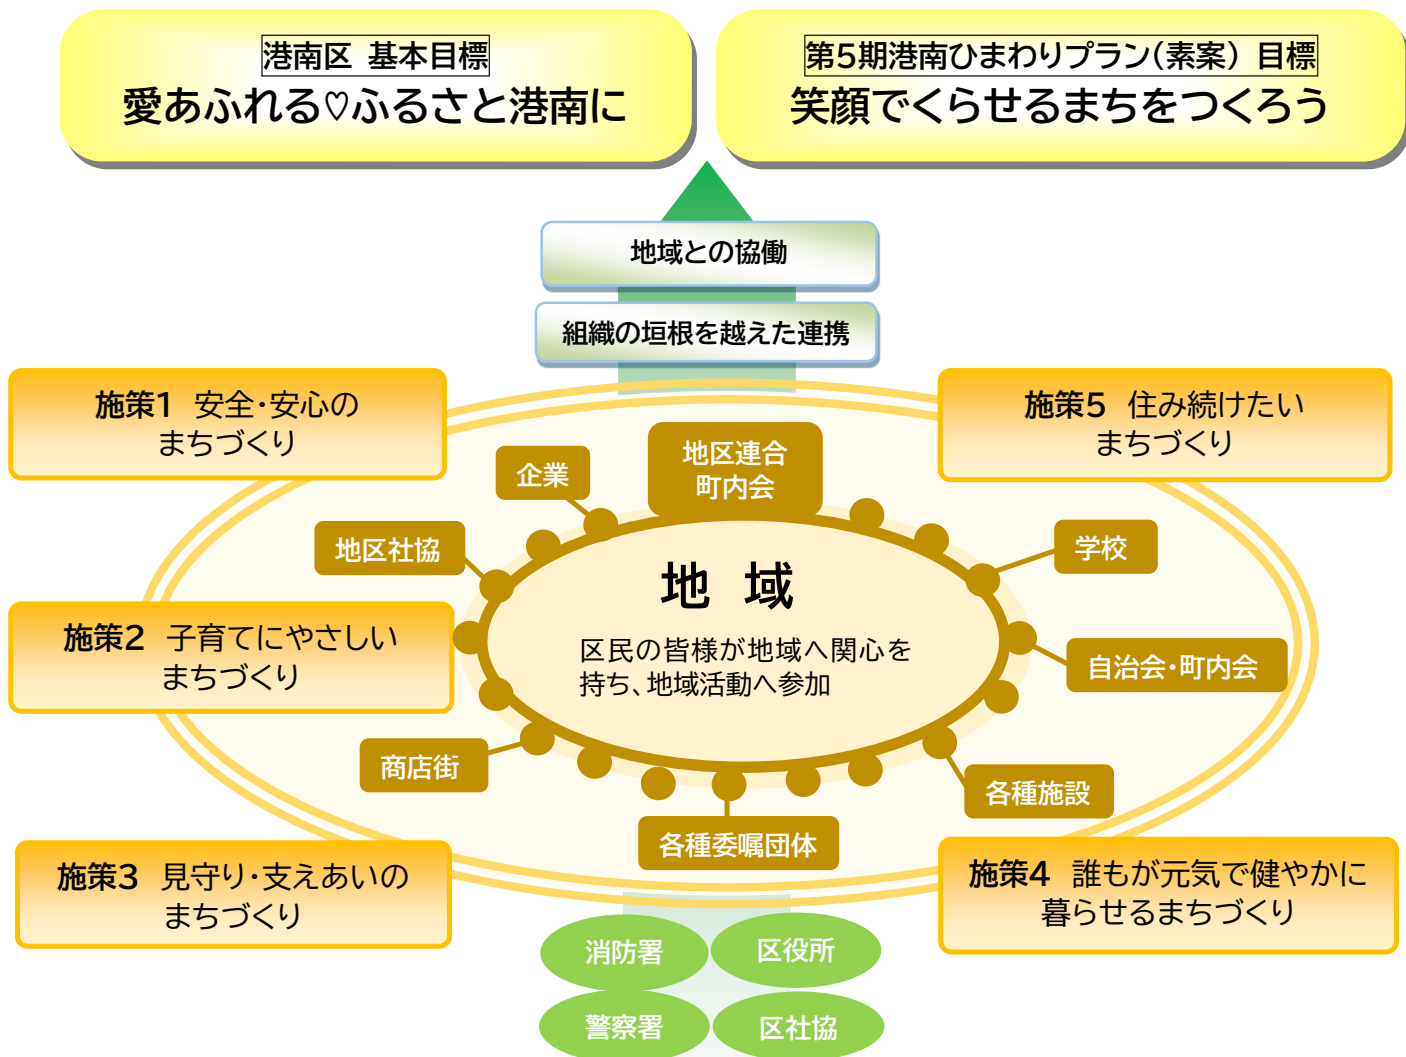 港南区 基本目標
愛あふれる♡ふるさと港南に
第5期港南ひまわりプラン(素案) 目標
笑顔でくらせるまちをつくろう
地域との協働
組織の垣根を越えた連携
施策1 安全・安心の
まちづくり
施策5 住み続けたい
まちづくり
企業
地区連合
町内会
地区社協
学校
地 域
区民の皆様が地域へ関心を
持ち、地域活動へ参加
施策2 子育てにやさしい
まちづくり
自治会・町内会
商店街
各種施設
各種委嘱団体
施策3 見守り・支えあいの
まちづくり
施策4 誰もが元気で健やかに
暮らせるまちづくり
消防署
区役所
警察署
区社協